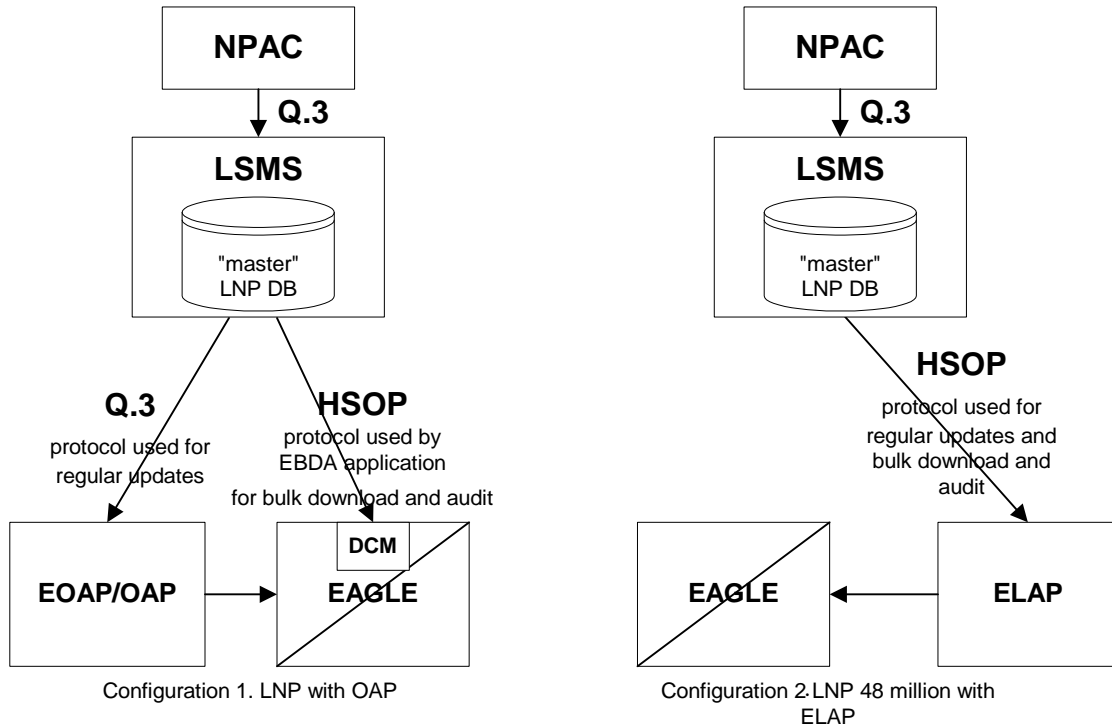 NPAC
Q.3
LSMS
"master"
LNP DB
Q.3
protocol used for
regular updates
HSOP
protocol used by
EBDA application
for bulk download and audit
EOAP/OAP
DCM
EAGLE
Configuration 1. LNP with OAP
NPAC
Q.3
LSMS
"master"
LNP DB
HSOP
protocol used for
regular updates and
bulk download and
audit
EAGLE
ELAP
Configuration 2. LNP 48 million with
ELAP